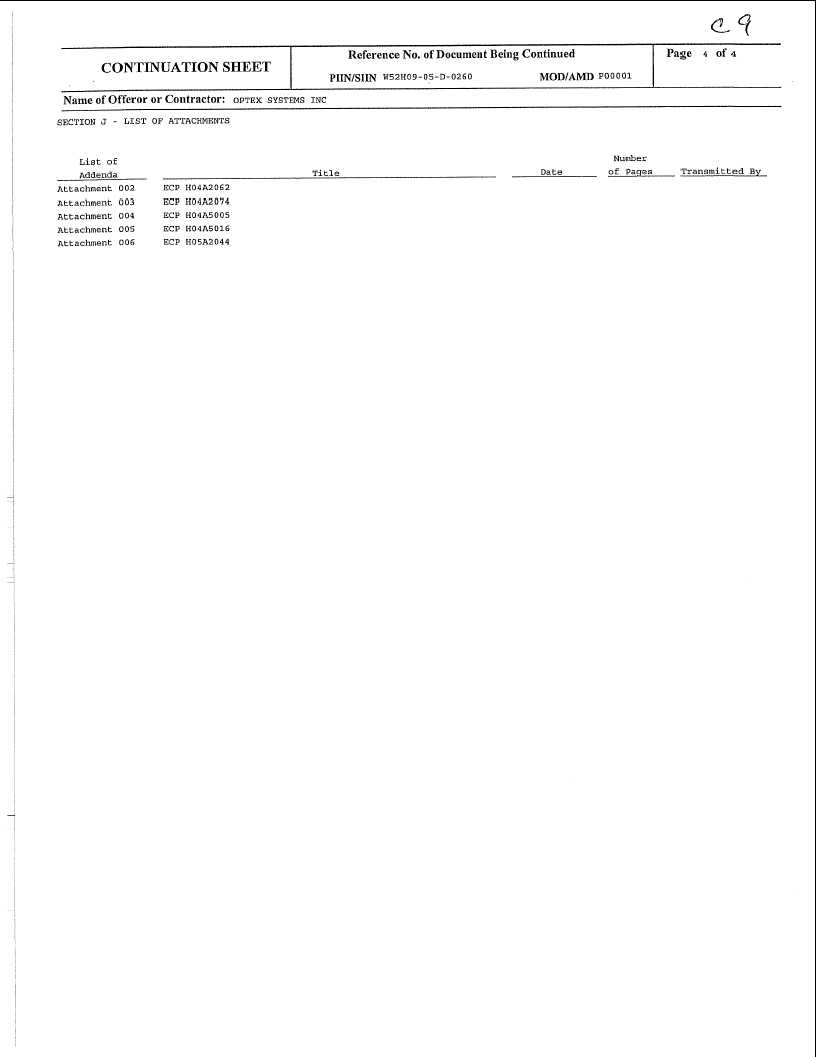 C 9
CONTINUATION SHEET
Reference No. of Document Being Continued
PIIN/SIIN W52H09-05-D-0260 MOD/AMD P00001
Page 4 of 4
Name of Offeror or Contractor: OPTEX SYSTEMS INC
SECTION J - LIST OF ATTACHMENTS
List of Number
Addenda Title Date of Pages Transmitted By
Attachment 002 ECP H04A2062
Attachment 003 ECP H04A2074
Attachment 004 ECP H04A5005
Attachment 005 ECP H04A5016
Attachment 006 ECP H05A2044